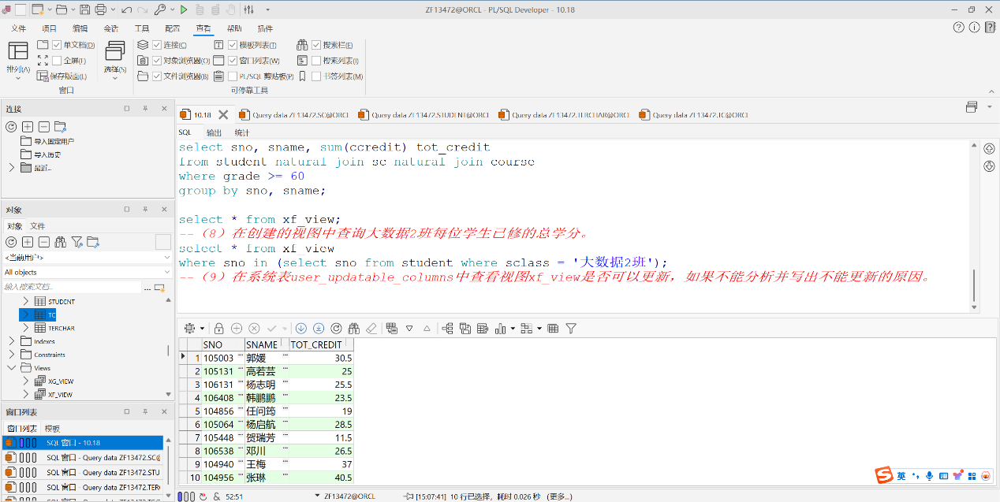 ZF13472@ORCL - PL/SQL Developer - 10.18
文件 项目 编辑 会话 工具 配置 查看 帮助 插件
排列(A)
单文档(D)
全屏(F)
保存版面(L)
选择(S)
窗口
连接(C)
对象浏览器(O)
文件浏览器(B)
模板列表(T)
窗口列表(W)
PL/SQL 剪贴板(P)
搜索栏(E)
搜索列表(I)
书签列表(M)
可停靠工具
连接
导入固定用户
导入历史
最近...
对象
对象 文件
<当前用户>
All objects
输入搜索文档...
STUDENT
TC
TERCHAR
Indexes
Constraints
Views
XG_VIEW
XF_VIEW
窗口列表
窗口列表 模板
SQL 窗口 - 10.18
SQL 窗口 - Query data ZF13472.SC@
SQL 窗口 - Query data ZF13472.STU
SQL 窗口 - Query data ZF13472.TER
10.18 Query data ZF13472.SC@ORCL Query data ZF13472.STUDENT@ORCL Query data ZF13472.TERCHAR@ORCL Query data ZF13472.TC@ORCL
SQL 输出 统计
select sno, sname, sum(ccredit) tot_credit
from student natural join sc natural join course
where grade >= 60
group by sno, sname;
select * from xf_view;
--（8）在创建的视图中查询大数据2班每位学生已修的总学分。
select * from xf_view
where sno in (select sno from student where sclass = '大数据2班');
--（9）在系统表user_updatable_columns中查看视图xf_view是否可以更新，如果不能分析并写出不能更新的原因。
SNO SNAME TOT_CREDIT
1 105003 郭媛 30.5
2 105131 高若芸 25
3 106131 杨志明 25.5
4 106408 韩鹏鹏 23.5
5 104856 任问筠 19
6 105064 杨启航 28.5
7 105448 贺瑞芳 11.5
8 106538 邓川 26.5
9 104940 王梅 37
10 104956 张琳 40.5
英
52:51 ZF13472@ORCL [15:07:41] 10 行已选择，耗时 0.026 秒 (更多...)